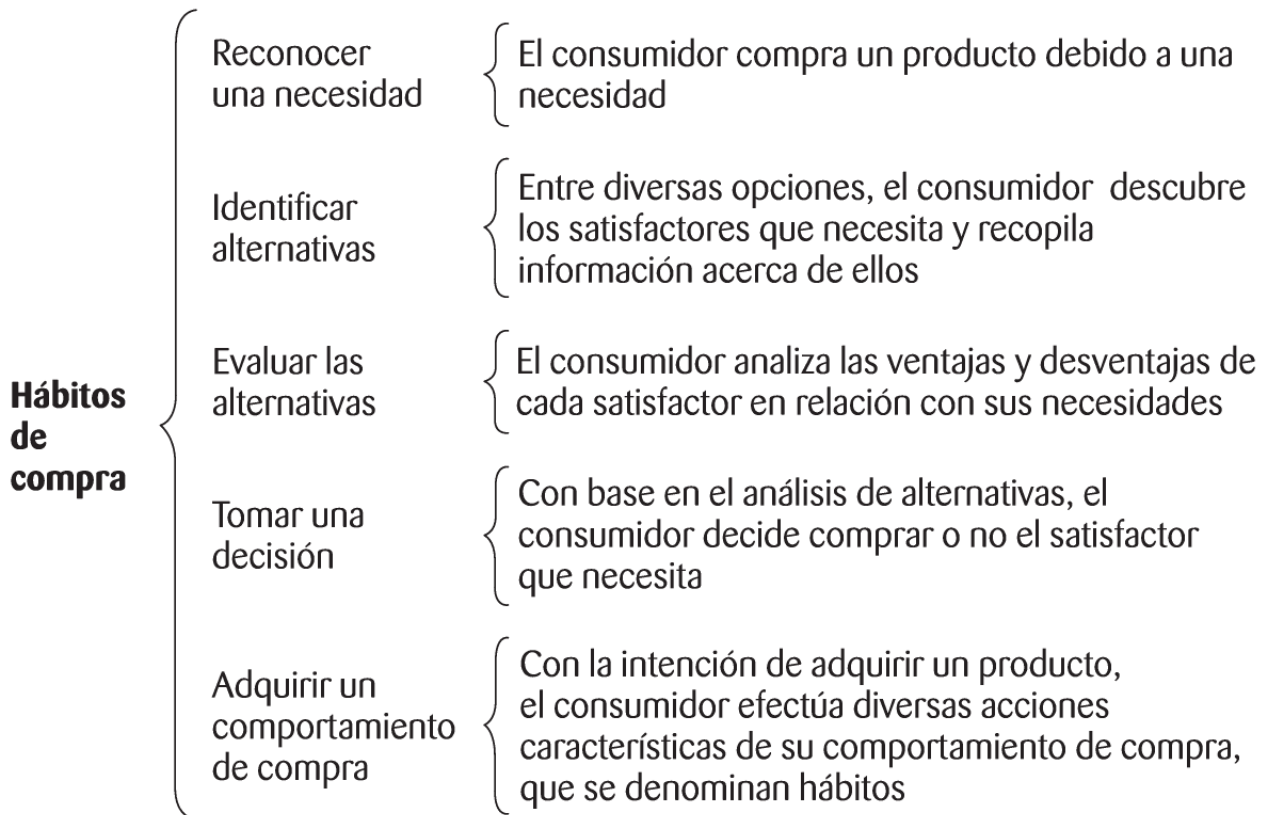 Hábitos
de
compra
Reconocer
una necesidad
El consumidor compra un producto debido a una
necesidad
Identificar
alternativas
Entre diversas opciones, el consumidor descubre
los satisfactores que necesita y recopila
información acerca de ellos
Evaluar las
alternativas
El consumidor analiza las ventajas y desventajas de
cada satisfactor en relación con sus necesidades
Tomar una
decisión
Con base en el análisis de alternativas, el
consumidor decide comprar o no el satisfactor
que necesita
Adquirir un
comportamiento
de compra
Con la intención de adquirir un producto,
el consumidor efectúa diversas acciones
características de su comportamiento de compra,
que se denominan hábitos